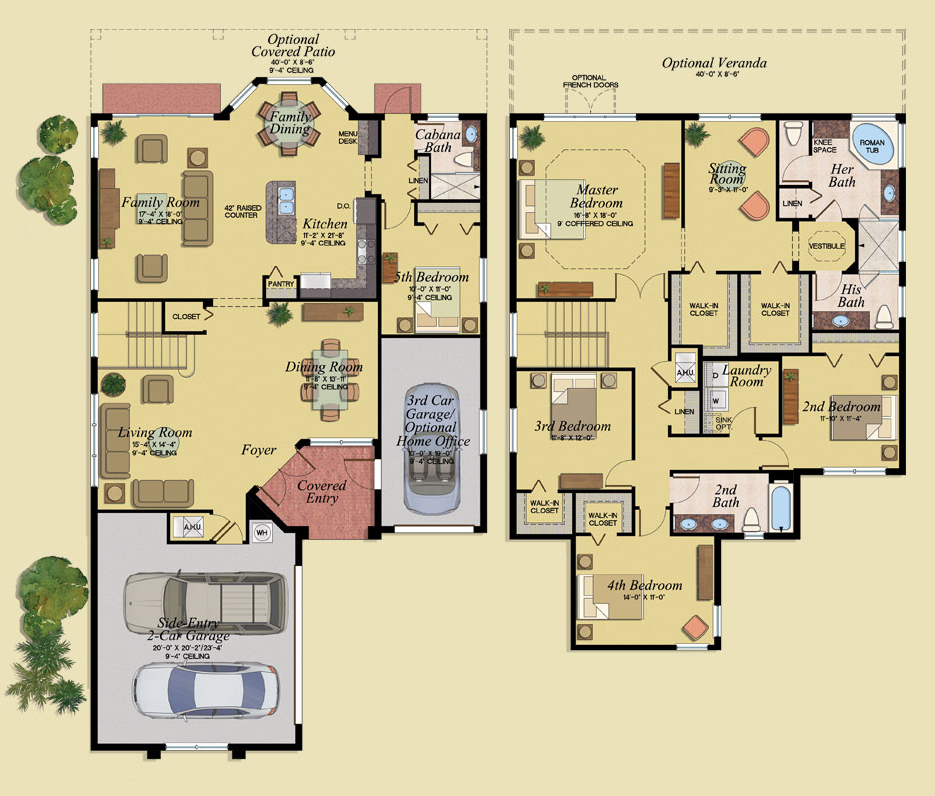 Optional
Covered Patio
40'-0" X 8'-6"
9'-4" CEILING
Family
Dining
MENU
DESK
Cabana
Bath
LINEN
Family Room
17'-4" X 18'-0"
9'-4" CEILING
42" RAISED
COUNTER
D.O.
Kitchen
11'-2" X 21'-8"
9'-4" CEILING
PANTRY
5th Bedroom
10'-0" X 11'-0"
9'-4" CEILING
CLOSET
Dining Room
11'-8" X 13'-11"
9'-4" CEILING
3rd Car
Garage/
Optional
Home Office
10'-0" X 19'-0"
9'-4" CEILING
Living Room
15'-4" X 14'-4"
9'-4" CEILING
Foyer
Covered
Entry
A.H.U.
WH
Side-Entry
2-Car Garage
20'-0" X 20'-2"/23'-4"
9'-4" CEILING
Optional Veranda
40'-0" X 8'-6"
OPTIONAL
FRENCH DOORS
Master
Bedroom
16'-8" X 18'-0"
9' COFFERED CEILING
Sitting
Room
9'-3" X 11'-0"
KNEE
SPACE
ROMAN
TUB
Her
Bath
LINEN
VESTIBULE
His
Bath
WALK-IN
CLOSET
WALK-IN
CLOSET
A.H.U.
D
W
Laundry
Room
LINEN
SINK
OPT.
2nd Bedroom
11'-10" X 11'-4"
3rd Bedroom
11'-8" X 12'-0"
WALK-IN
CLOSET
WALK-IN
CLOSET
2nd
Bath
4th Bedroom
14'-0" X 11'-0"